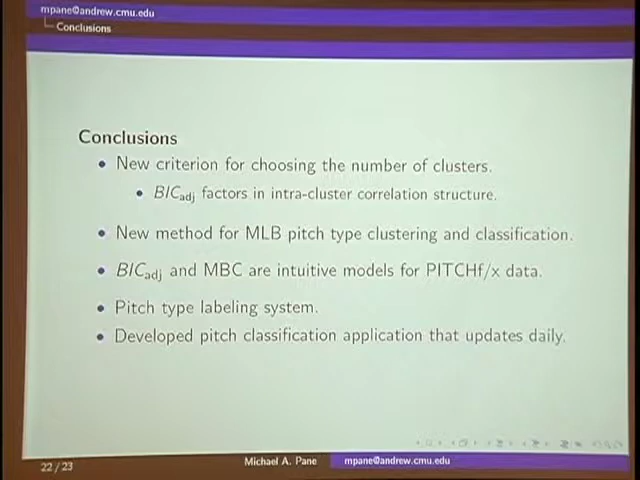 mpane@andrew.cmu.edu
Conclusions
Conclusions
• New criterion for choosing the number of clusters.
• BICadj factors in intra-cluster correlation structure.
• New method for MLB pitch type clustering and classification.
• BICadj and MBC are intuitive models for PITCHf/x data.
• Pitch type labeling system.
• Developed pitch classification application that updates daily.
22/23
Michael A. Pane
mpane@andrew.cmu.edu